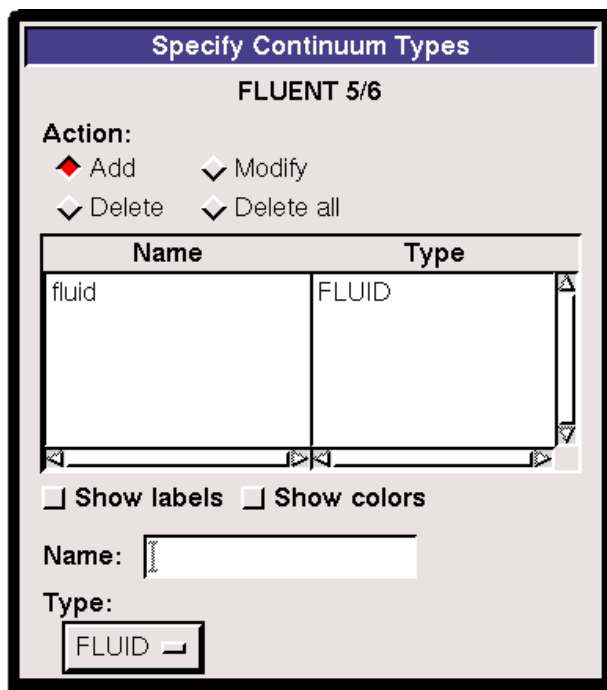 Specify Continuum Types
FLUENT 5/6
Action:
Add Modify
Delete Delete all
Name Type
fluid FLUID
Show labels Show colors
Name:
Type:
FLUID